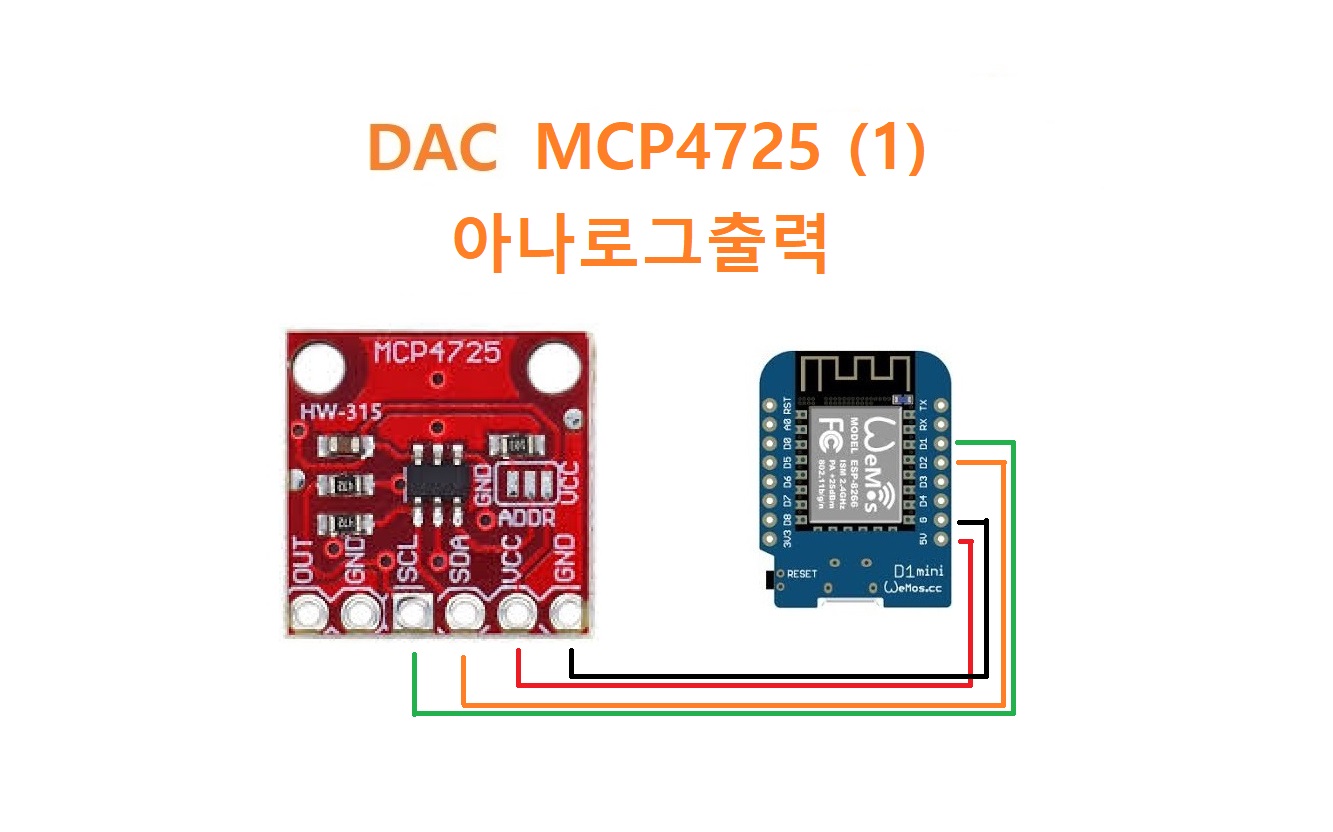 DAC MCP4725 (1)
아나로그출력
MCP4725
HW-315
GND
VCC
ADDR
OUT
GND
SCL
SDA
VCC
GND
RST
A0
D0
D5
D6
D7
D8
3V3
TX
RX
D1
D2
D3
D4
G
5V
WeMos
MODEL ESP-8266
ISM 2.4GHz
PA +25dBm
802.11b/g/n
FC
RESET
D1mini
WeMos.cc